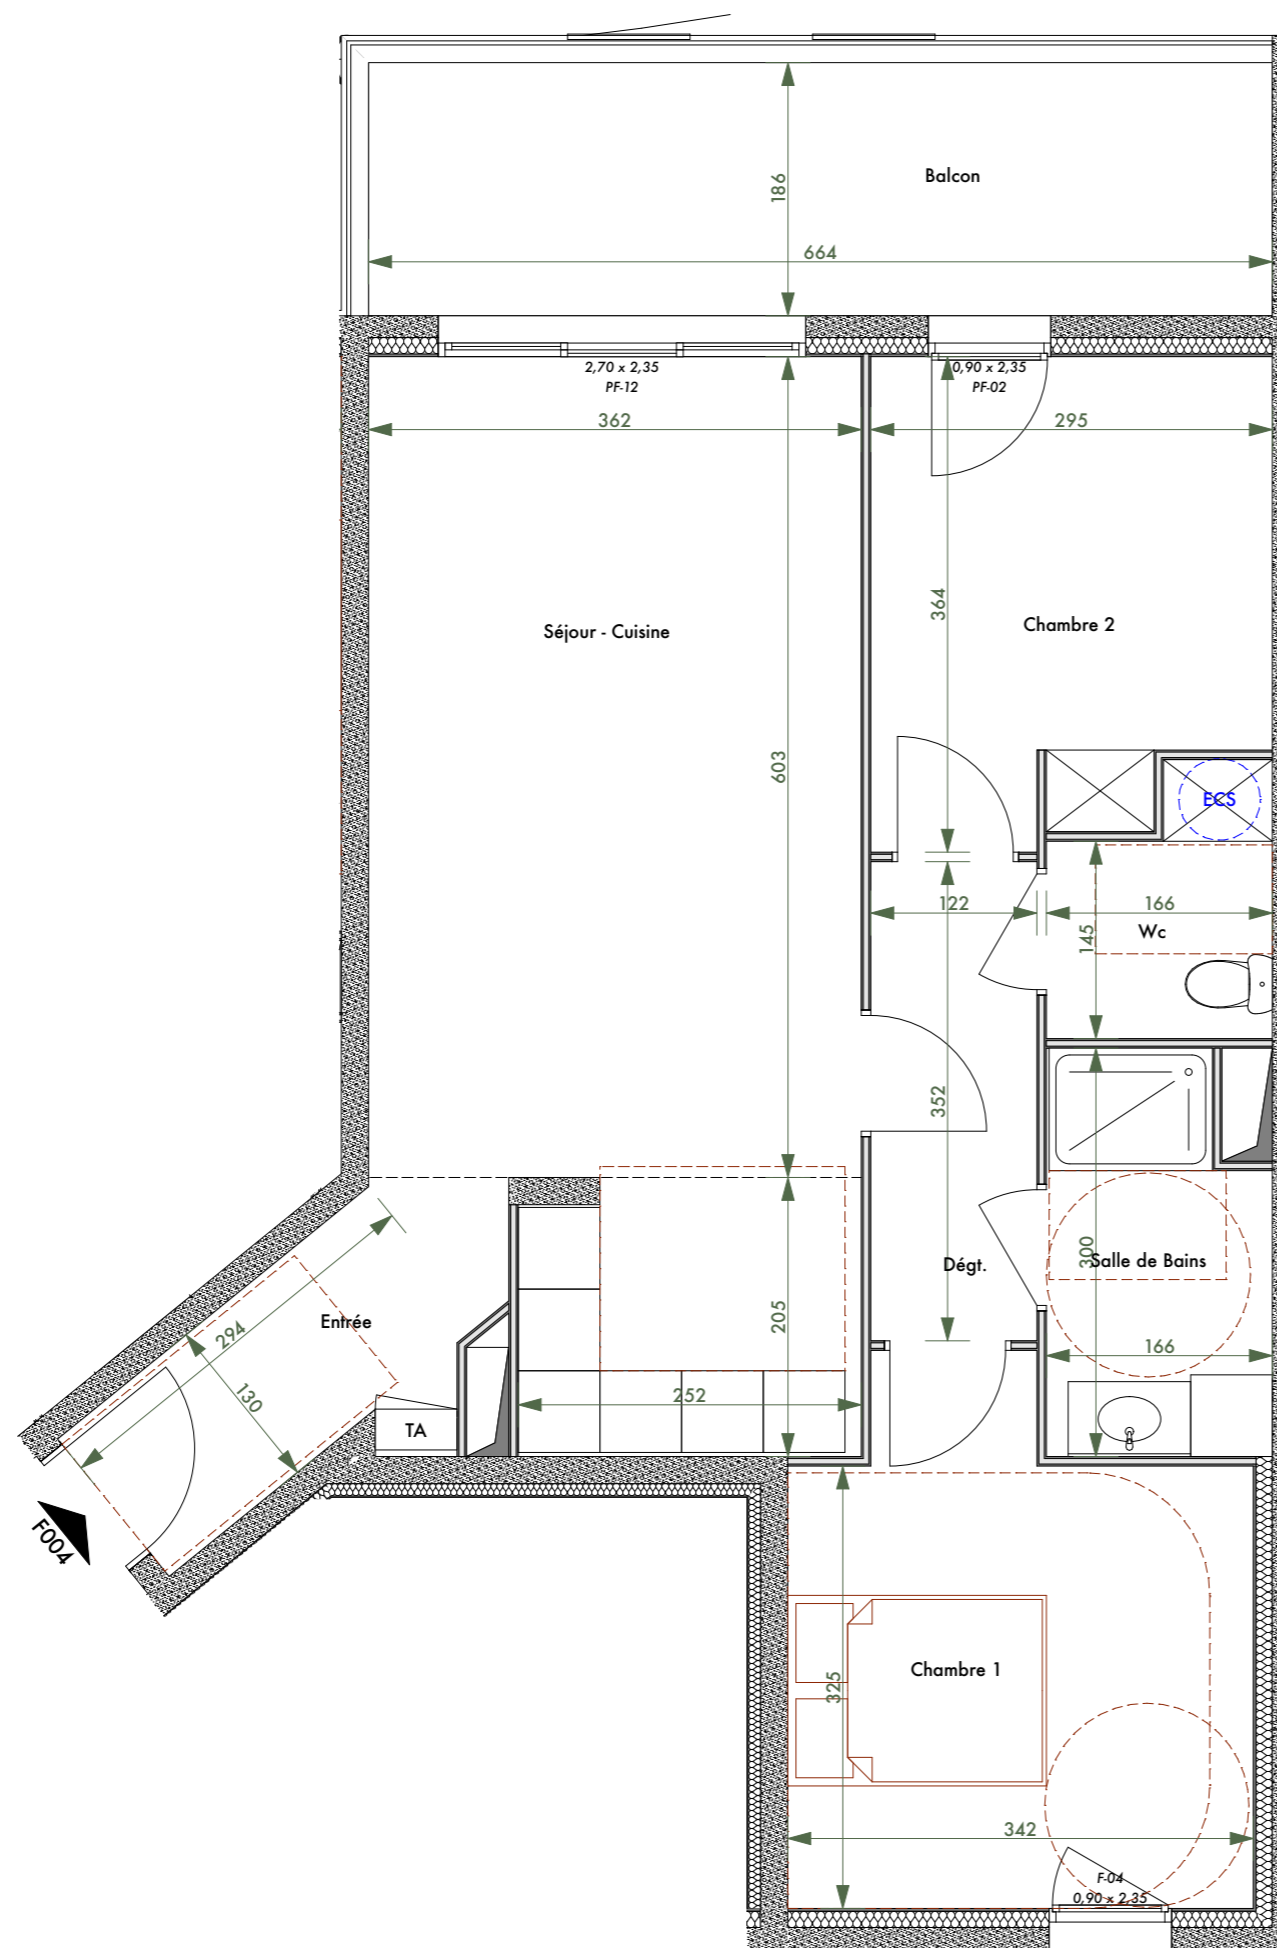 186
Balcon
664
2,70 x 2,35
PF-12
0,90 x 2,35
PF-02
362
295
364
Séjour - Cuisine
Chambre 2
603
ECS
122
166
145
Wc
352
300
Dégt.
Salle de Bains
205
Entrée
294
130
166
252
TA
F004
325
Chambre 1
342
F-04
0,90 x 2,35